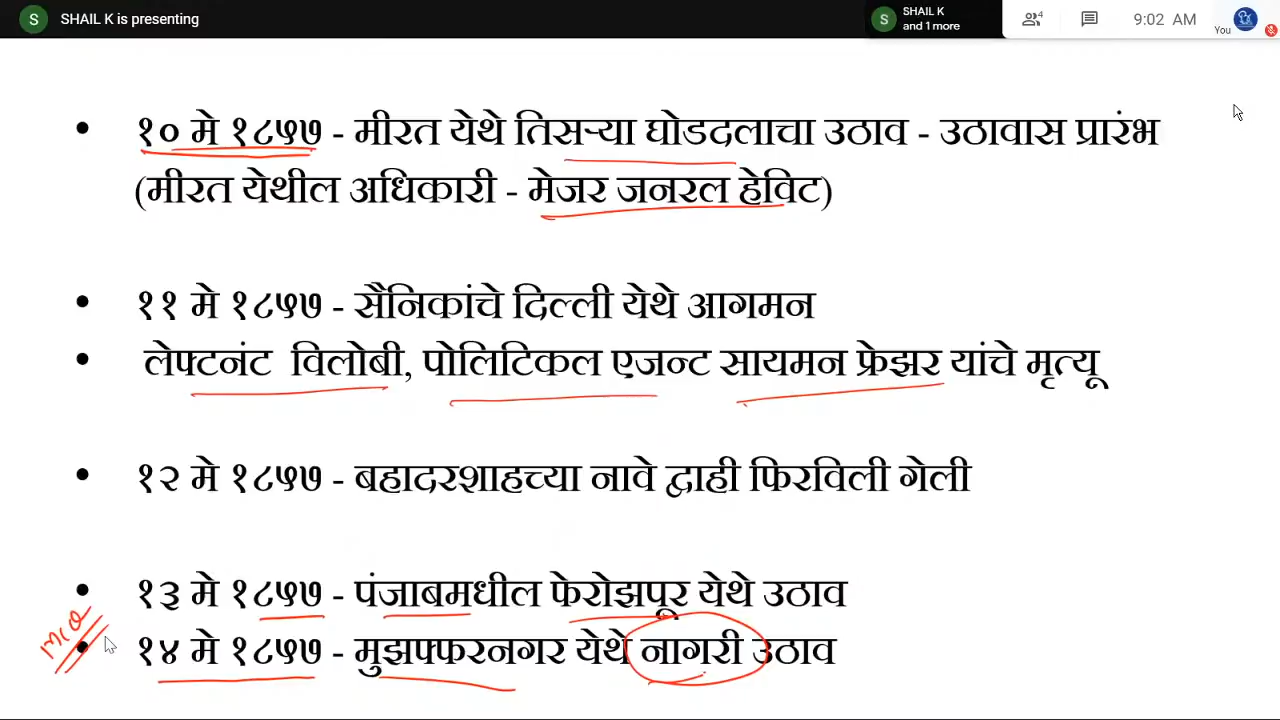 S SHAIL K is presenting
S SHAIL K and 1 more 4 9:02 AM You
• १० मे १८५७ - मीरत येथे तिसऱ्या घोडदलाचा उठाव - उठावास प्रारंभ
(मीरत येथील अधिकारी - मेजर जनरल हेविट)
• ११ मे १८५७ - सैनिकांचे दिल्ली येथे आगमन
• लेफ्टनंट विलोबी, पोलिटिकल एजन्ट सायमन फ्रेझर यांचे मृत्यू
• १२ मे १८५७ - बहादरशाहच्या नावे द्वाही फिरविली गेली
• १३ मे १८५७ - पंजाबमधील फेरोझपूर येथे उठाव
MCQ
• १४ मे १८५७ - मुझफ्फरनगर येथे नागरी उठाव